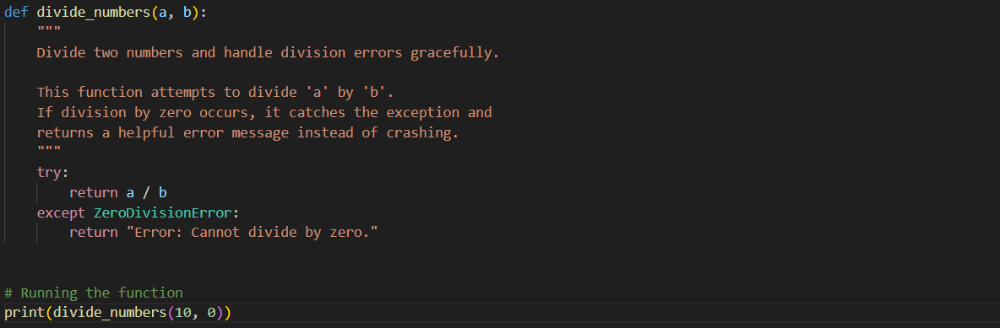 def divide_numbers(a, b):
    """
    Divide two numbers and handle division errors gracefully.

    This function attempts to divide 'a' by 'b'.
    If division by zero occurs, it catches the exception and
    returns a helpful error message instead of crashing.
    """
    try:
        return a / b
    except ZeroDivisionError:
        return "Error: Cannot divide by zero."


# Running the function
print(divide_numbers(10, 0))